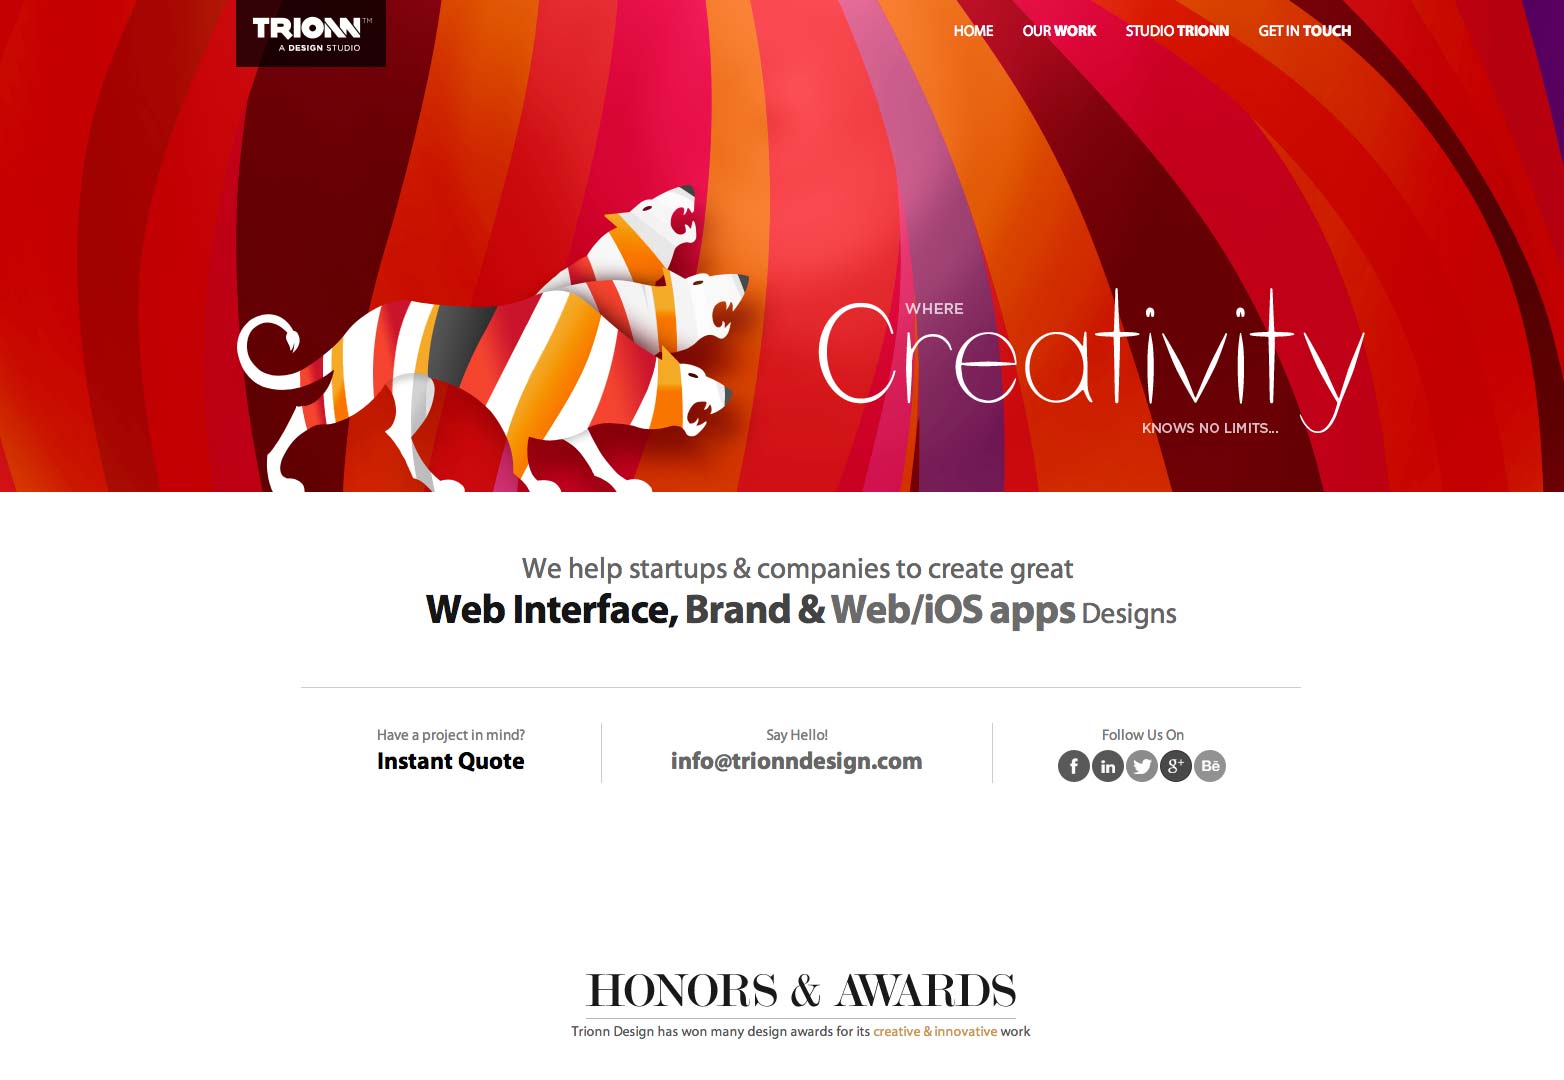 TRIONN™
A DESIGN STUDIO
HOME OUR WORK STUDIO TRIONN GET IN TOUCH
WHERE
Creativity
KNOWS NO LIMITS...
We help startups & companies to create great
Web Interface, Brand & Web/iOS apps Designs
Have a project in mind?
Instant Quote
Say Hello!
info@trionndesign.com
Follow Us On
f in g+ Bē
HONORS & AWARDS
Trionn Design has won many design awards for its creative & innovative work